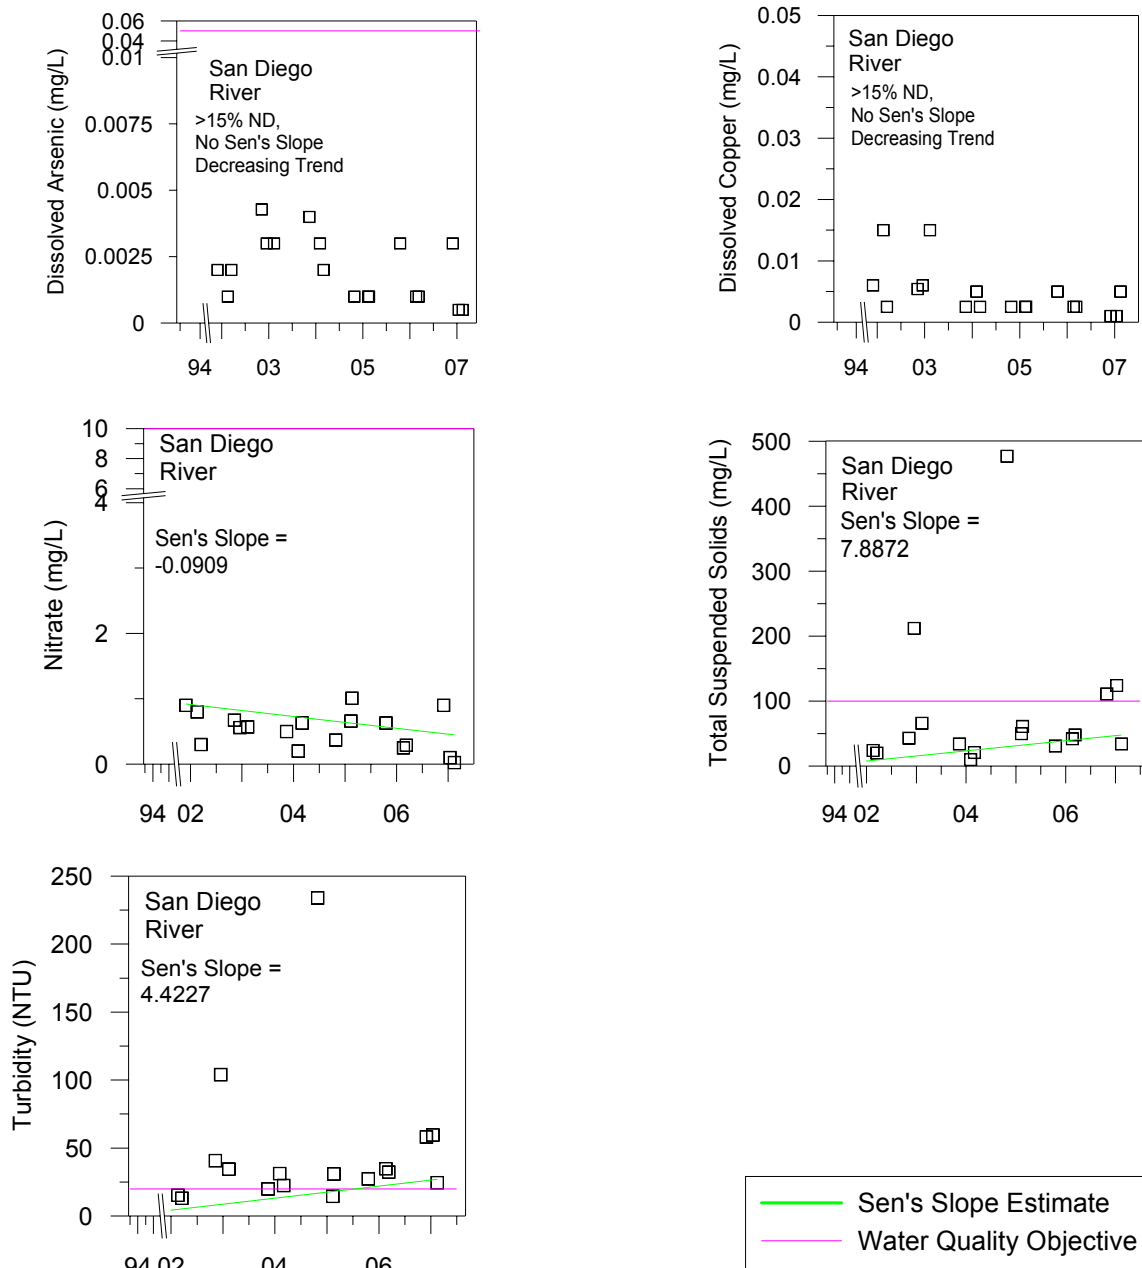 Dissolved Arsenic (mg/L)
0.06
0.04
0.01
0.0075
0.005
0.0025
0
San Diego
River
>15% ND,
No Sen's Slope
Decreasing Trend
94 03 05 07
Dissolved Copper (mg/L)
0.05
0.04
0.03
0.02
0.01
0
San Diego
River
>15% ND,
No Sen's Slope
Decreasing Trend
94 03 05 07
Nitrate (mg/L)
10
8
6
4
2
0
San Diego
River
Sen's Slope =
-0.0909
94 02 04 06
Total Suspended Solids (mg/L)
500
400
300
200
100
0
San Diego
River
Sen's Slope =
7.8872
94 02 04 06
Turbidity (NTU)
250
200
150
100
50
0
San Diego
River
Sen's Slope =
4.4227
94 02 04 06
Sen's Slope Estimate
Water Quality Objective